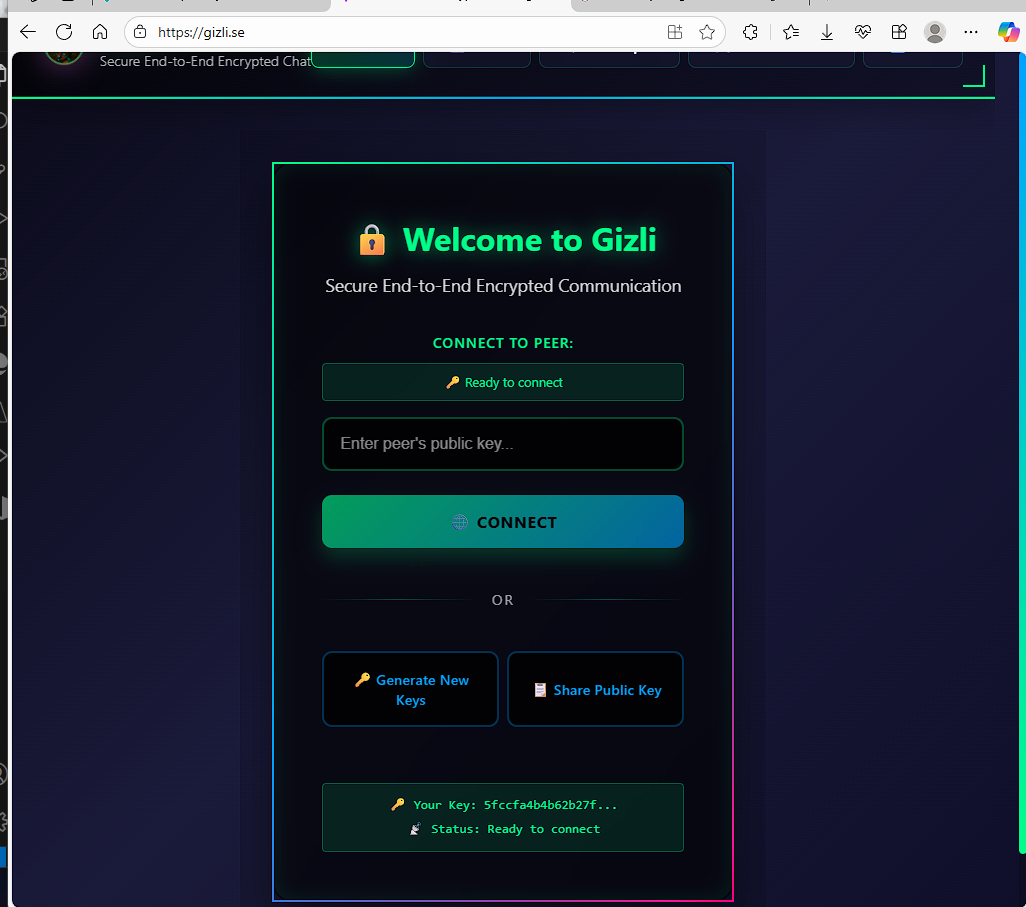 https://gizli.se
Secure End-to-End Encrypted Chat
Welcome to Gizli
Secure End-to-End Encrypted Communication
CONNECT TO PEER:
Ready to connect
Enter peer's public key...
CONNECT
OR
Generate New
Keys
Share Public Key
Your Key: 5fccfa4b4b62b27f...
Status: Ready to connect